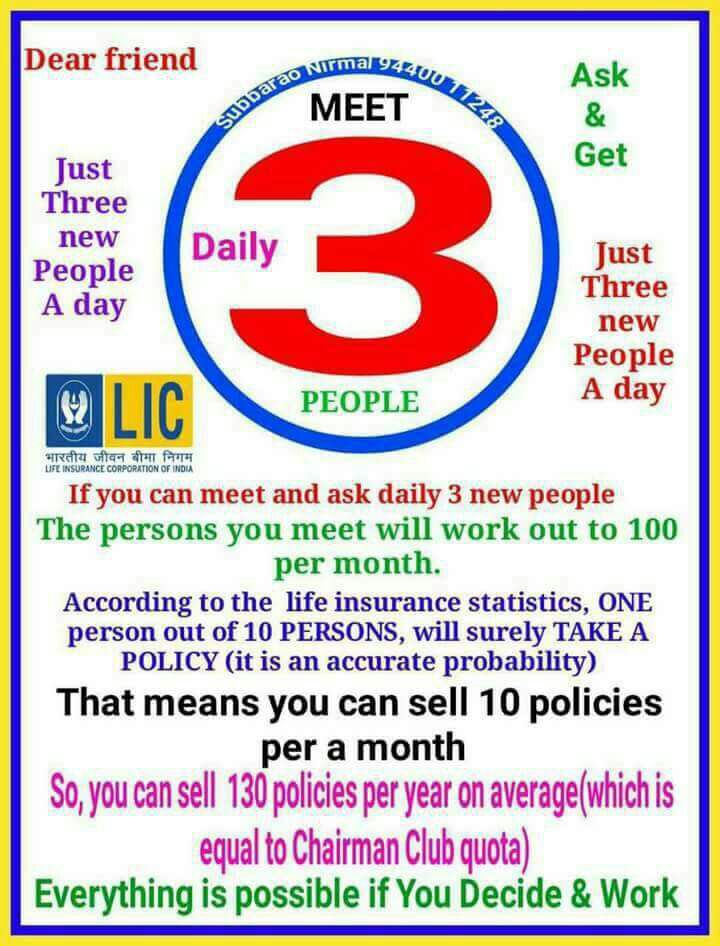 Dear friend
Subbarao Nirmal 94400 11248
MEET
Ask
&
Get
Just
Three
new
People
A day
Daily
3
PEOPLE
Just
Three
new
People
A day
LIC
भारतीय जीवन बीमा निगम
LIFE INSURANCE CORPORATION OF INDIA
If you can meet and ask daily 3 new people
The persons you meet will work out to 100
per month.
According to the life insurance statistics, ONE
person out of 10 PERSONS, will surely TAKE A
POLICY (it is an accurate probability)
That means you can sell 10 policies
per a month
So, you can sell 130 policies per year on average(which is
equal to Chairman Club quota)
Everything is possible if You Decide & Work